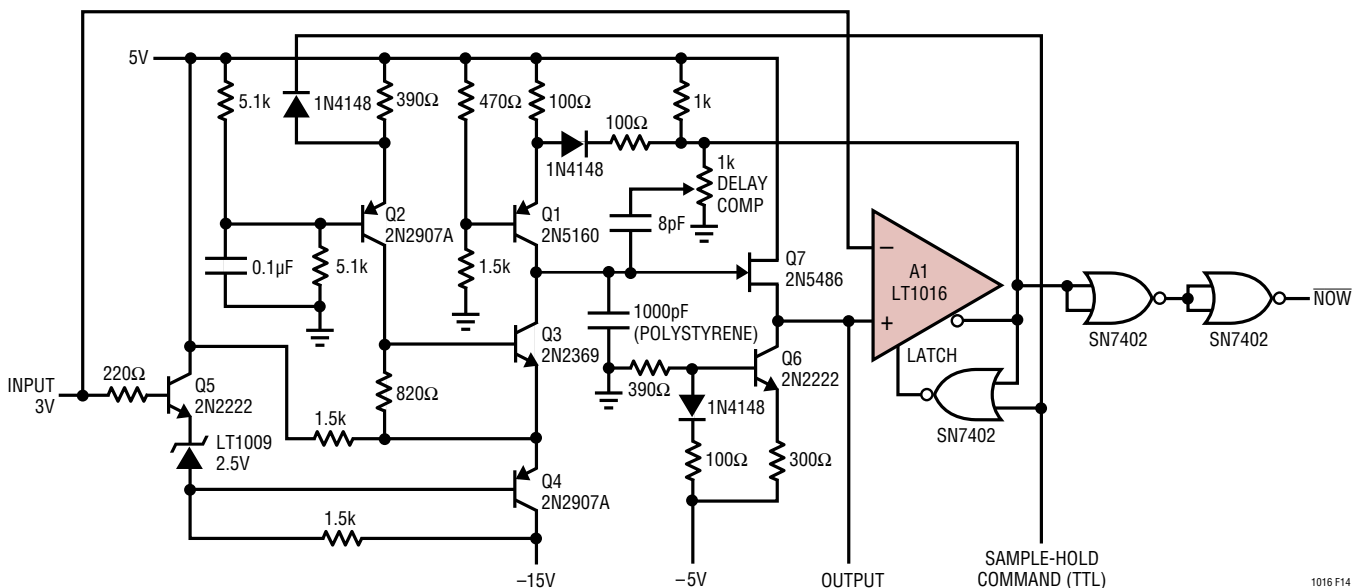 5V
5.1k
1N4148
390Ω
470Ω
100Ω
1k
100Ω
1N4148
1k
DELAY
COMP
Q2
2N2907A
Q1
2N5160
8pF
0.1µF
5.1k
1.5k
Q7
2N5486
A1
LT1016
−
+
LATCH
NOW
SN7402
SN7402
SN7402
1000pF
(POLYSTYRENE)
Q3
2N2369
Q6
2N2222
390Ω
1N4148
INPUT
3V
220Ω
Q5
2N2222
820Ω
1.5k
LT1009
2.5V
100Ω
300Ω
Q4
2N2907A
1.5k
–15V
–5V
OUTPUT
SAMPLE-HOLD
COMMAND (TTL)
1016 F14